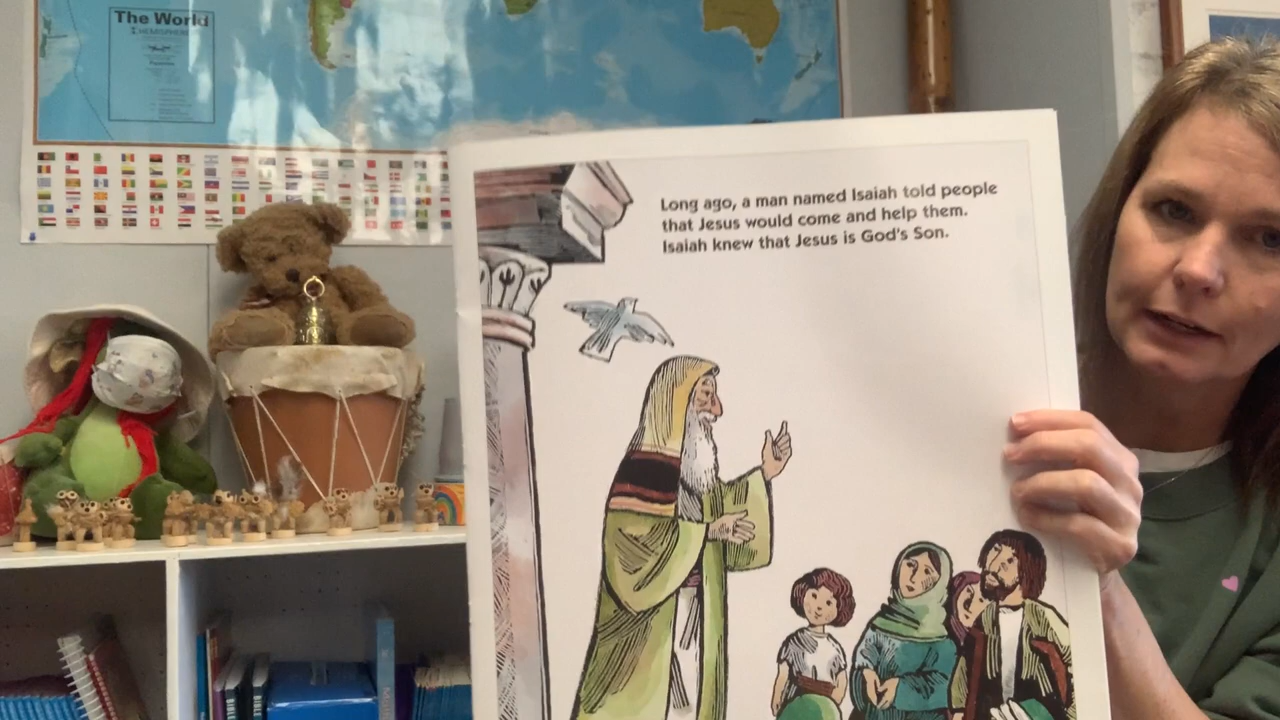 The World
HEMISPHERE
Long ago, a man named Isaiah told people
that Jesus would come and help them.
Isaiah knew that Jesus is God's Son.